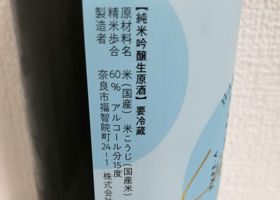 【純米吟醸生原酒】要冷蔵
原材料名 米(国産)米こうじ(国産米)
精米歩合 60% アルコール分15度
製造者 奈良市福智院町24-1 株式会